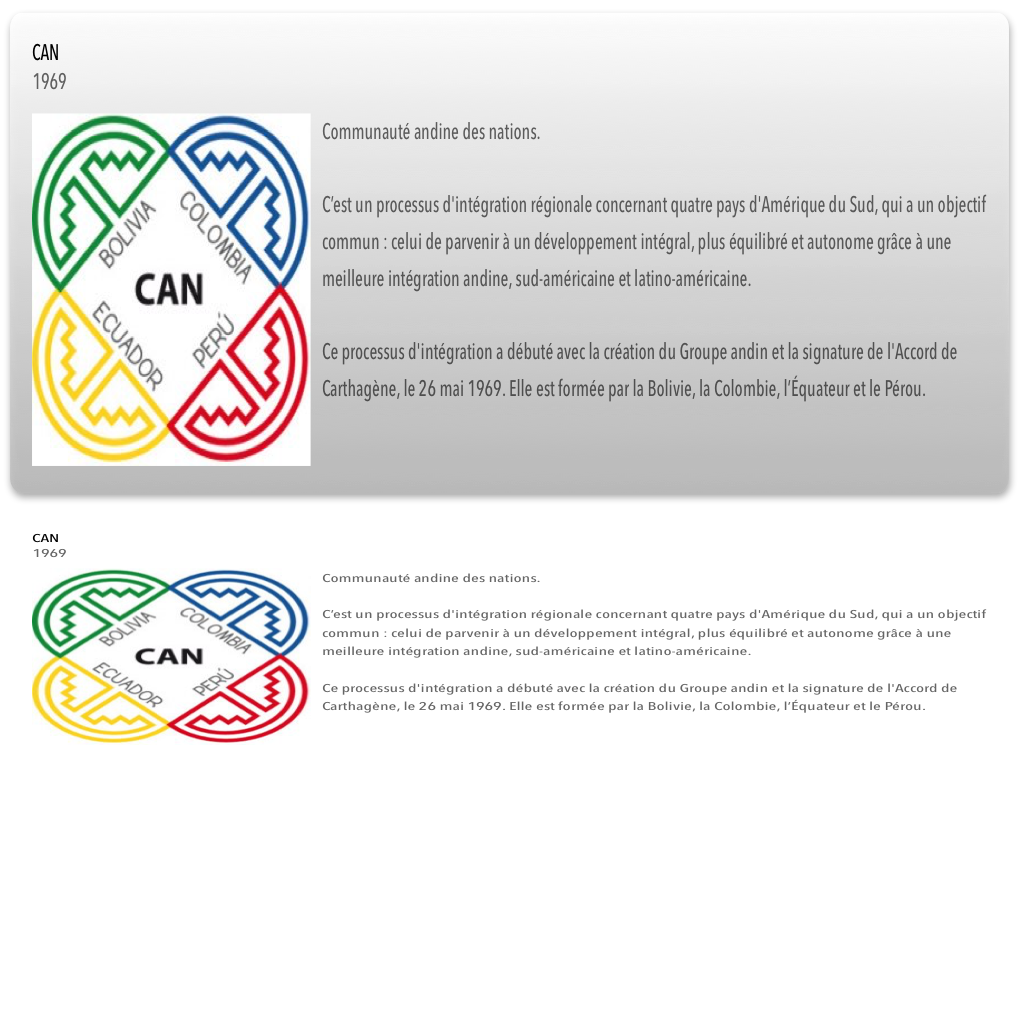 CAN
1969
BOLIVIA
COLOMBIA
CAN
ECUADOR
PERÚ
Communauté andine des nations.
C’est un processus d'intégration régionale concernant quatre pays d'Amérique du Sud, qui a un objectif
commun : celui de parvenir à un développement intégral, plus équilibré et autonome grâce à une
meilleure intégration andine, sud-américaine et latino-américaine.
Ce processus d'intégration a débuté avec la création du Groupe andin et la signature de l'Accord de
Carthagène, le 26 mai 1969. Elle est formée par la Bolivie, la Colombie, l’Équateur et le Pérou.
CAN
1969
BOLIVIA
COLOMBIA
CAN
ECUADOR
PERÚ
Communauté andine des nations.
C’est un processus d'intégration régionale concernant quatre pays d'Amérique du Sud, qui a un objectif
commun : celui de parvenir à un développement intégral, plus équilibré et autonome grâce à une
meilleure intégration andine, sud-américaine et latino-américaine.
Ce processus d'intégration a débuté avec la création du Groupe andin et la signature de l'Accord de
Carthagène, le 26 mai 1969. Elle est formée par la Bolivie, la Colombie, l’Équateur et le Pérou.